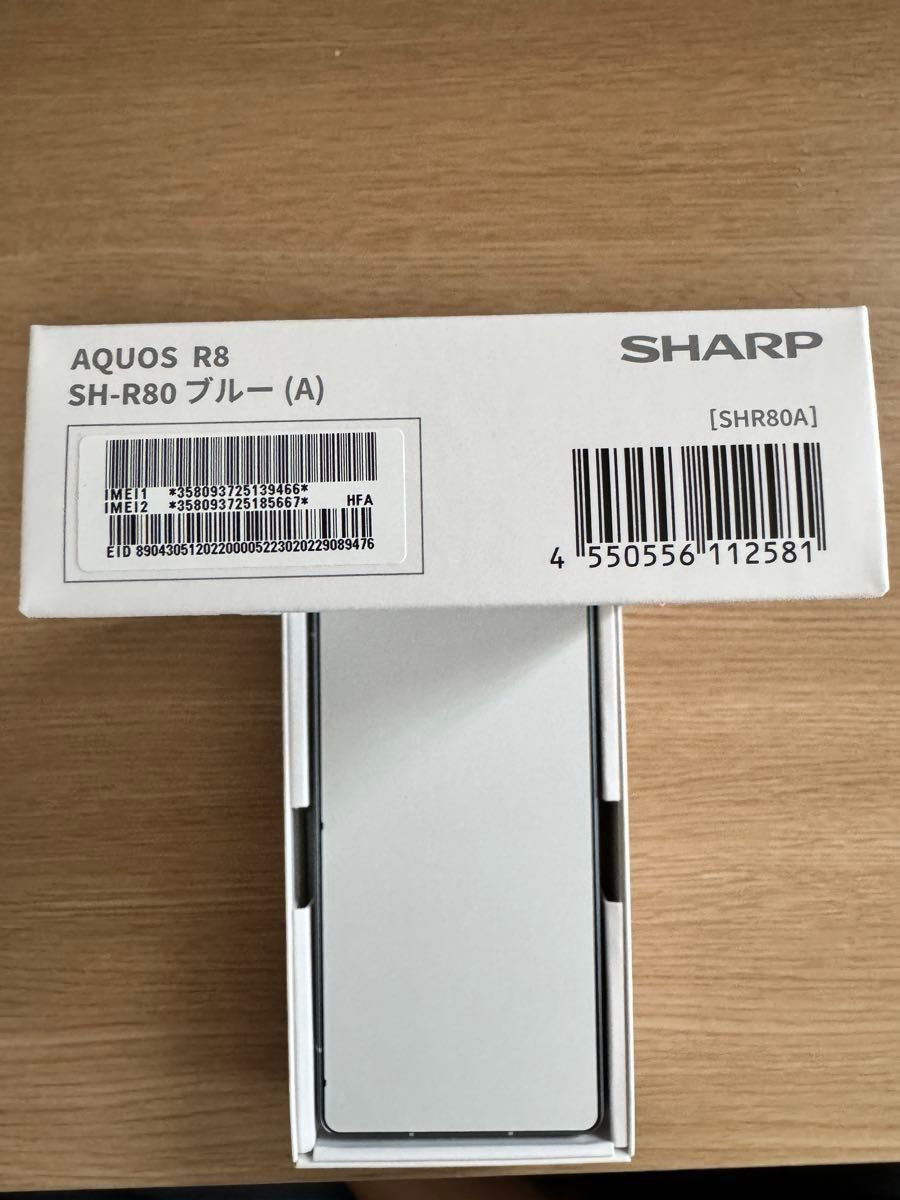 AQUOS R8
SH-R80 ブルー (A)
SHARP
[SHR80A]
IMEI1 *358093725139466*
IMEI2 *358093725185667* HFA
EID 89043051202200005223020229089476
4 550556 112581